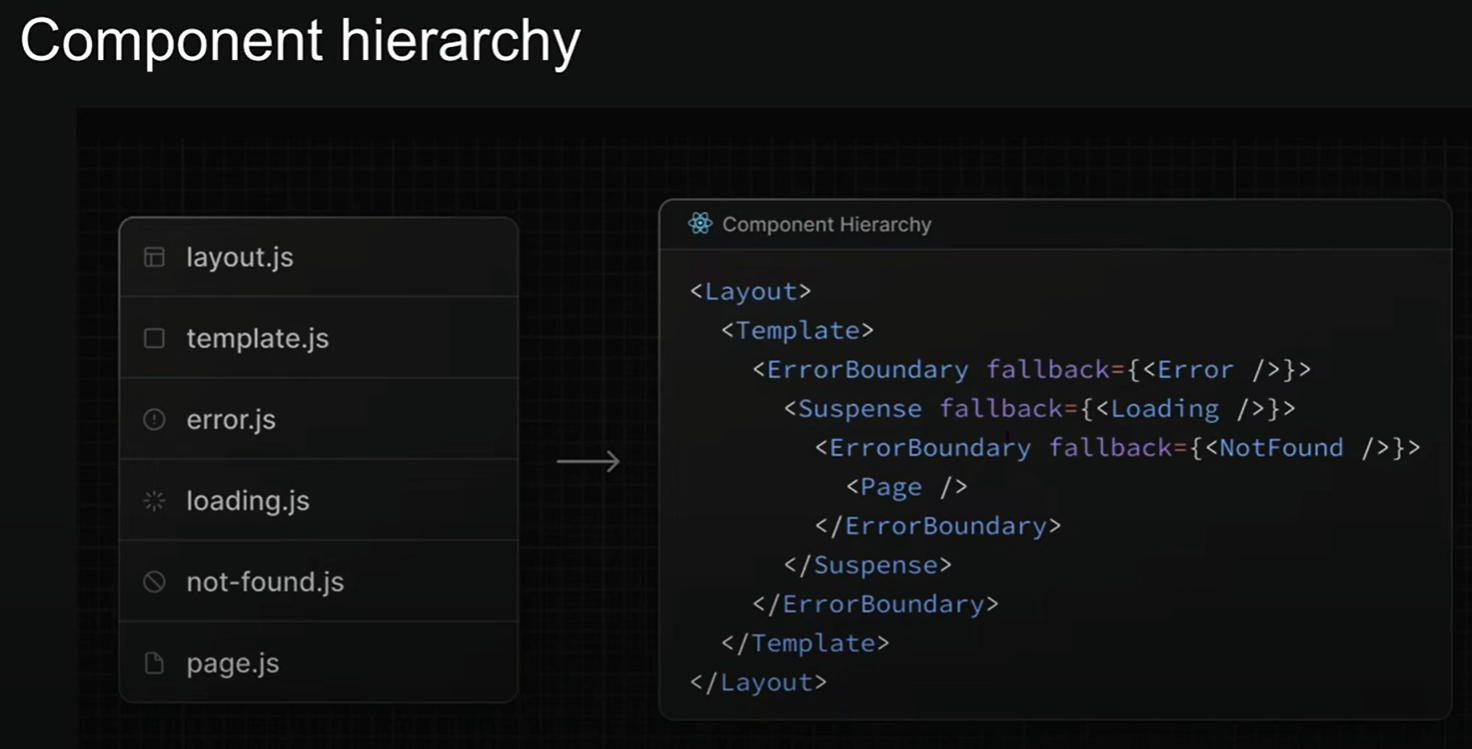 Component hierarchy
layout.js
template.js
error.js
loading.js
not-found.js
page.js
Component Hierarchy
<Layout>
<Template>
<ErrorBoundary fallback={<Error />}>
<Suspense fallback={<Loading />}>
<ErrorBoundary fallback={<NotFound />}>
<Page />
</ErrorBoundary>
</Suspense>
</ErrorBoundary>
</Template>
</Layout>